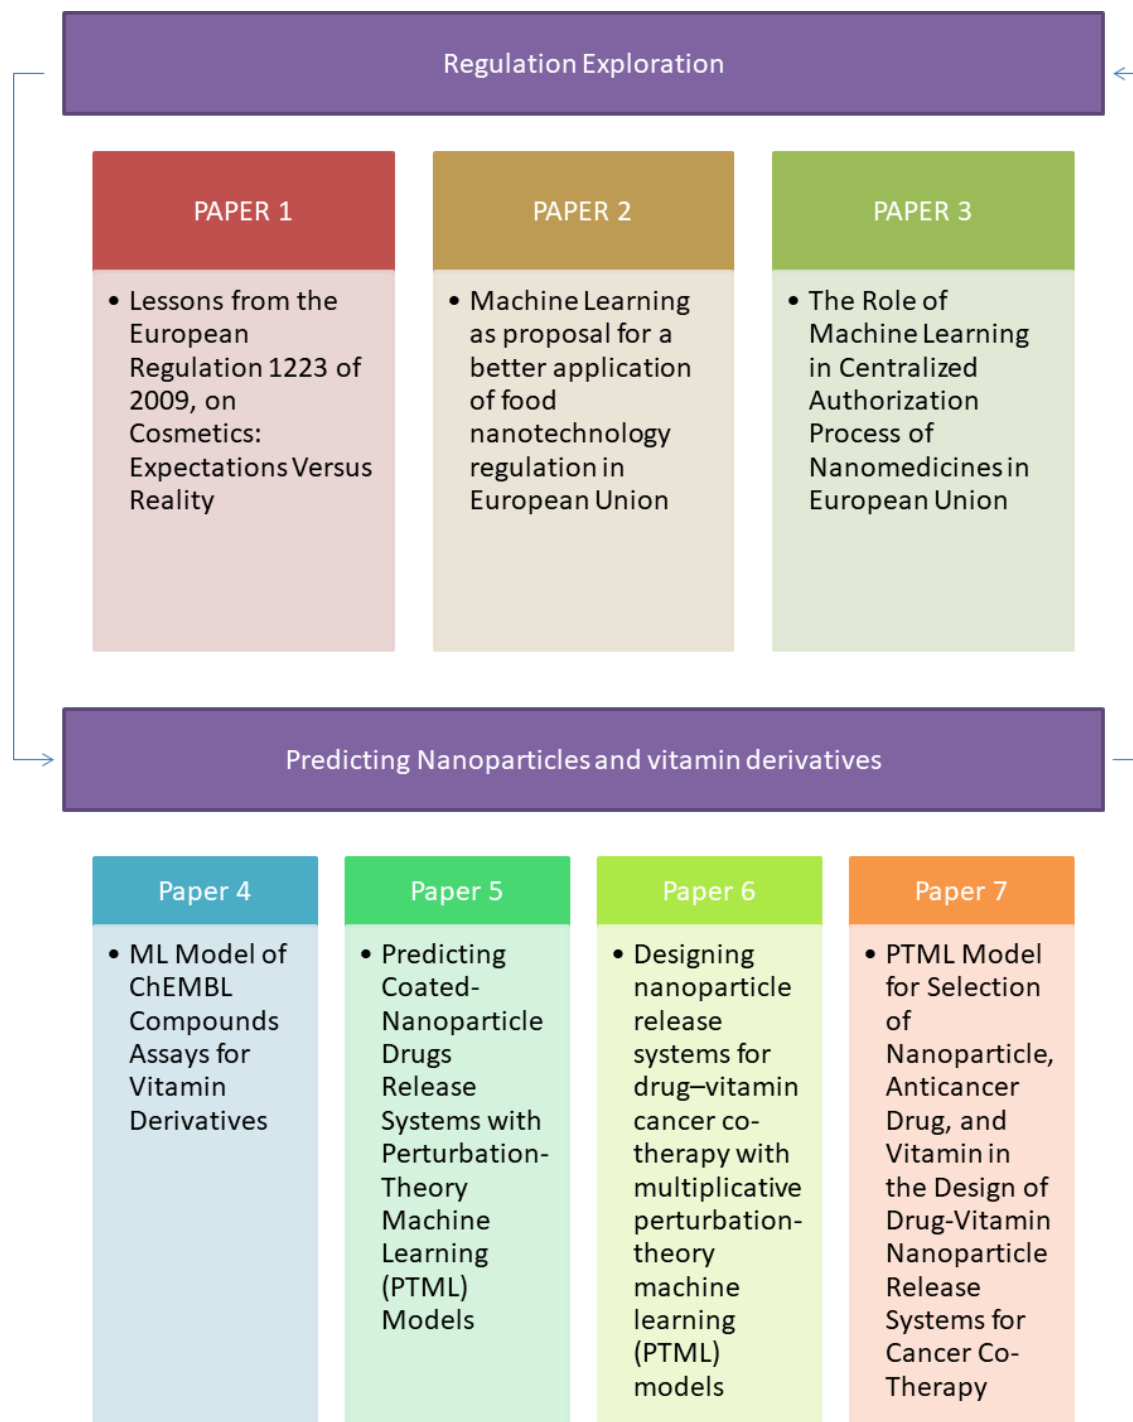 Regulation Exploration
PAPER 1
• Lessons from the
European
Regulation 1223 of
2009, on
Cosmetics:
Expectations Versus
Reality
PAPER 2
• Machine Learning
as proposal for a
better application
of food
nanotechnology
regulation in
European Union
PAPER 3
• The Role of
Machine Learning
in Centralized
Authorization
Process of
Nanomedicines in
European Union
Predicting Nanoparticles and vitamin derivatives
Paper 4
• ML Model of
ChEMBL
Compounds
Assays for
Vitamin
Derivatives
Paper 5
• Predicting
Coated-
Nanoparticle
Drugs
Release
Systems with
Perturbation-
Theory
Machine
Learning
(PTML)
Models
Paper 6
• Designing
nanoparticle
release
systems for
drug–vitamin
cancer co-
therapy with
multiplicative
perturbation-
theory
machine
learning
(PTML)
models
Paper 7
• PTML Model
for Selection
of
Nanoparticle,
Anticancer
Drug, and
Vitamin in
the Design of
Drug-Vitamin
Nanoparticle
Release
Systems for
Cancer Co-
Therapy